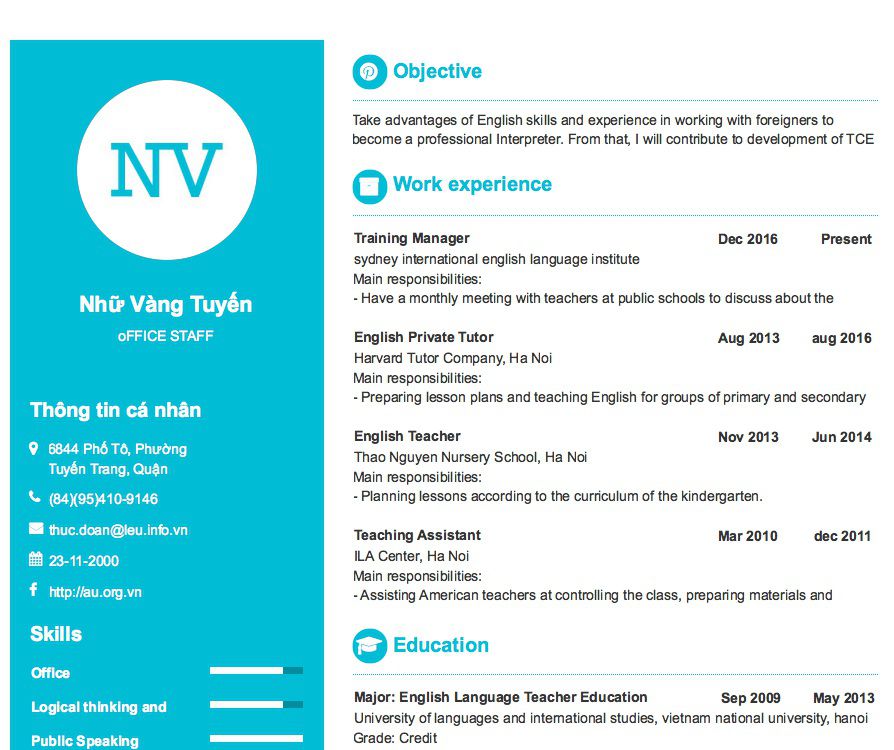 NV
Nhữ Vàng Tuyến
oFFICE STAFF
Thông tin cá nhân
6844 Phố Tô, Phường
Tuyến Trang, Quận
(84)(95)410-9146
thuc.doan@leu.info.vn
23-11-2000
http://au.org.vn
Skills
Office
Logical thinking and
Public Speaking
Objective
Take advantages of English skills and experience in working with foreigners to
become a professional Interpreter. From that, I will contribute to development of TCE
Work experience
Training Manager Dec 2016 Present
sydney international english language institute
Main responsibilities:
- Have a monthly meeting with teachers at public schools to discuss about the
English Private Tutor Aug 2013 aug 2016
Harvard Tutor Company, Ha Noi
Main responsibilities:
- Preparing lesson plans and teaching English for groups of primary and secondary
English Teacher Nov 2013 Jun 2014
Thao Nguyen Nursery School, Ha Noi
Main responsibilities:
- Planning lessons according to the curriculum of the kindergarten.
Teaching Assistant Mar 2010 dec 2011
ILA Center, Ha Noi
Main responsibilities:
- Assisting American teachers at controlling the class, preparing materials and
Education
Major: English Language Teacher Education Sep 2009 May 2013
University of languages and international studies, vietnam national university, hanoi
Grade: Credit